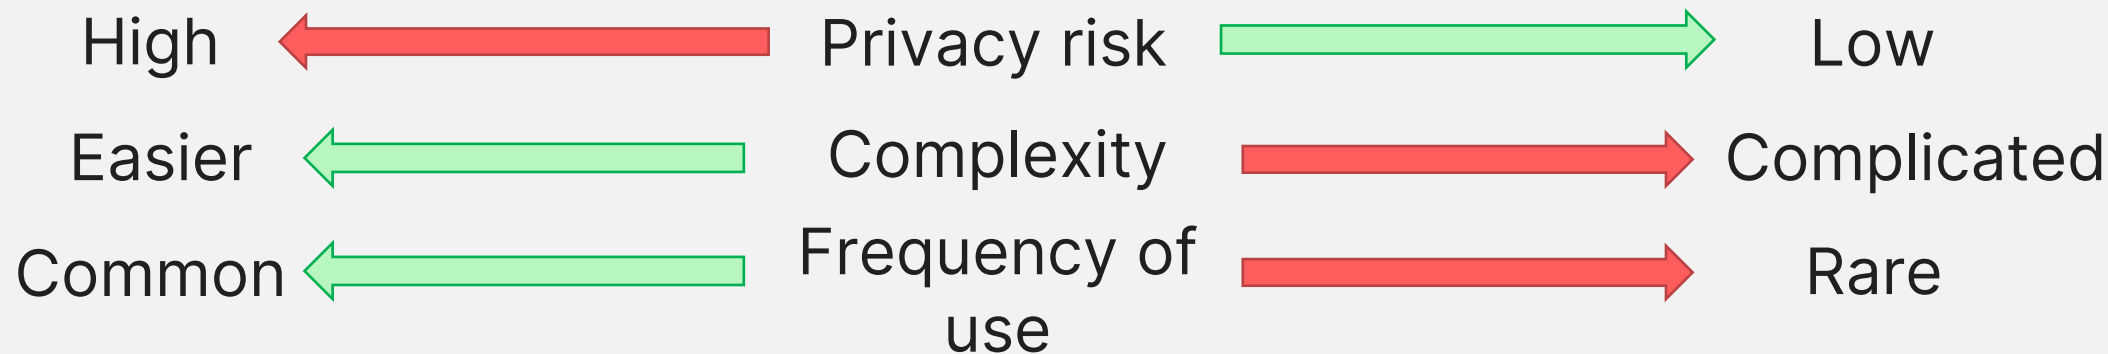 High Privacy risk Low
Easier Complexity Complicated
Common Frequency of Rare
use